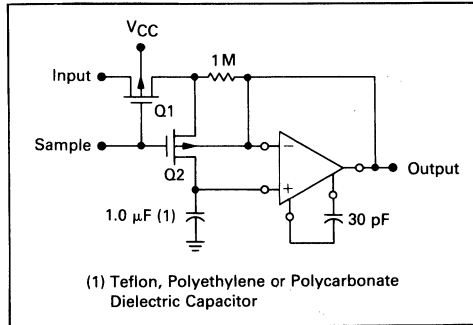 VCC
1 M
Input
Q1
Sample
Q2
−
+
Output
1.0 μF (1)
30 pF
(1) Teflon, Polyethylene or Polycarbonate
Dielectric Capacitor